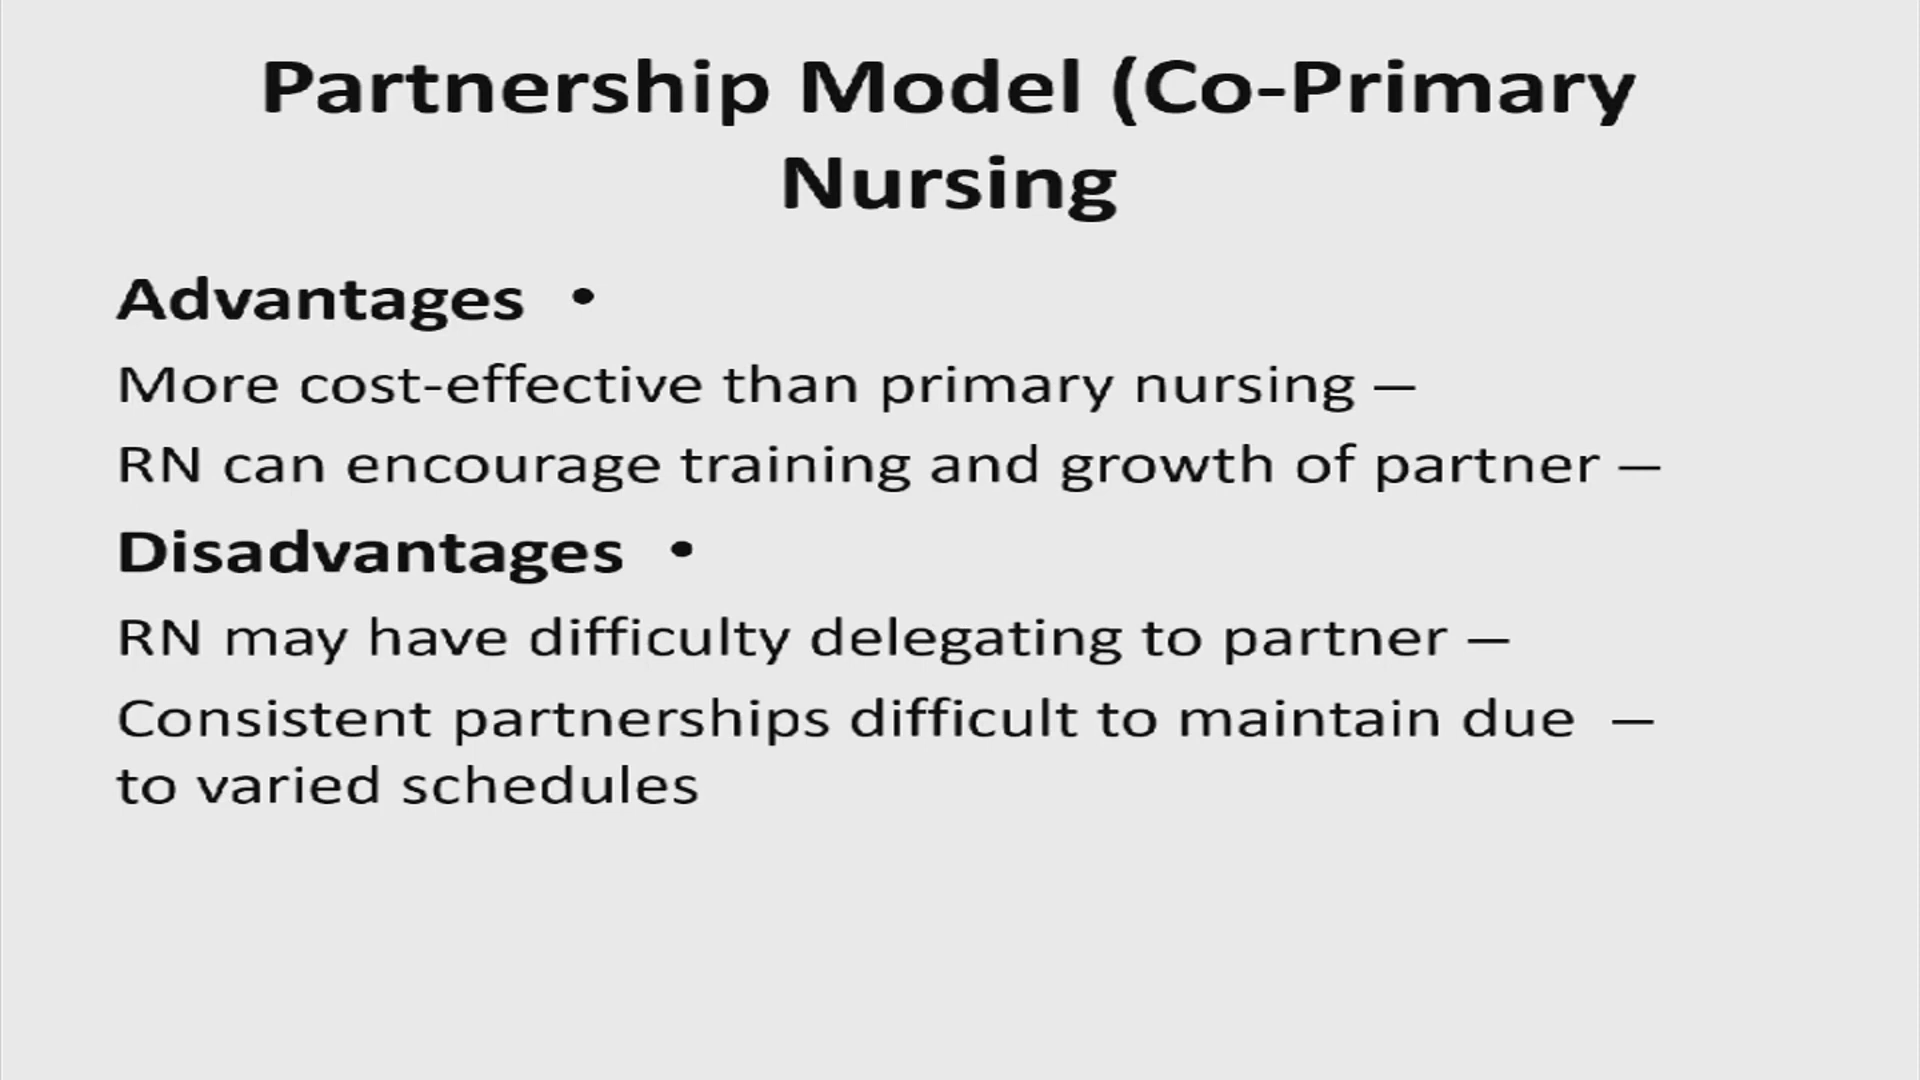 Partnership Model (Co-Primary
Nursing
Advantages •
More cost-effective than primary nursing –
RN can encourage training and growth of partner –
Disadvantages •
RN may have difficulty delegating to partner –
Consistent partnerships difficult to maintain due –
to varied schedules